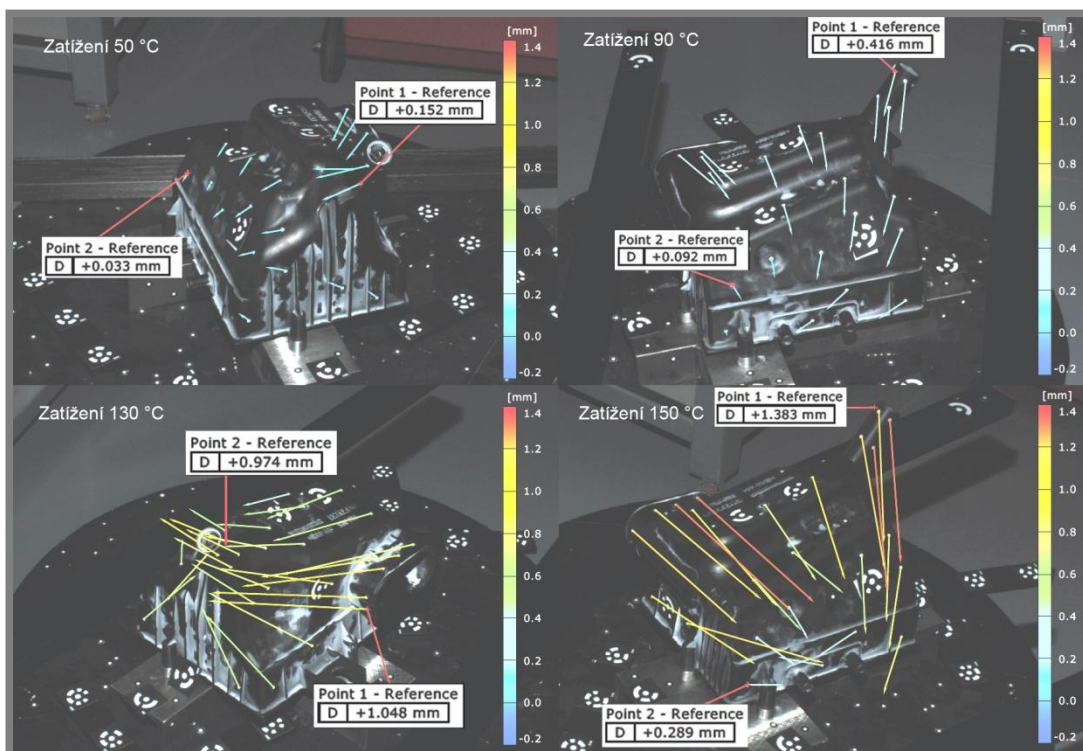 Zatížení 50 °C
[mm]
1.4
1.2
1.0
0.8
0.6
0.4
0.2
0.0
-0.2
Point 1 - Reference
D +0.152 mm
Point 2 - Reference
D +0.033 mm
Zatížení 90 °C
[mm]
1.4
1.2
1.0
0.8
0.6
0.4
0.2
0.0
-0.2
Point 1 - Reference
D +0.416 mm
Point 2 - Reference
D +0.092 mm
Zatížení 130 °C
[mm]
1.4
1.2
1.0
0.8
0.6
0.4
0.2
0.0
-0.2
Point 2 - Reference
D +0.974 mm
Point 1 - Reference
D +1.048 mm
Zatížení 150 °C
[mm]
1.4
1.2
1.0
0.8
0.6
0.4
0.2
0.0
-0.2
Point 1 - Reference
D +1.383 mm
Point 2 - Reference
D +0.289 mm